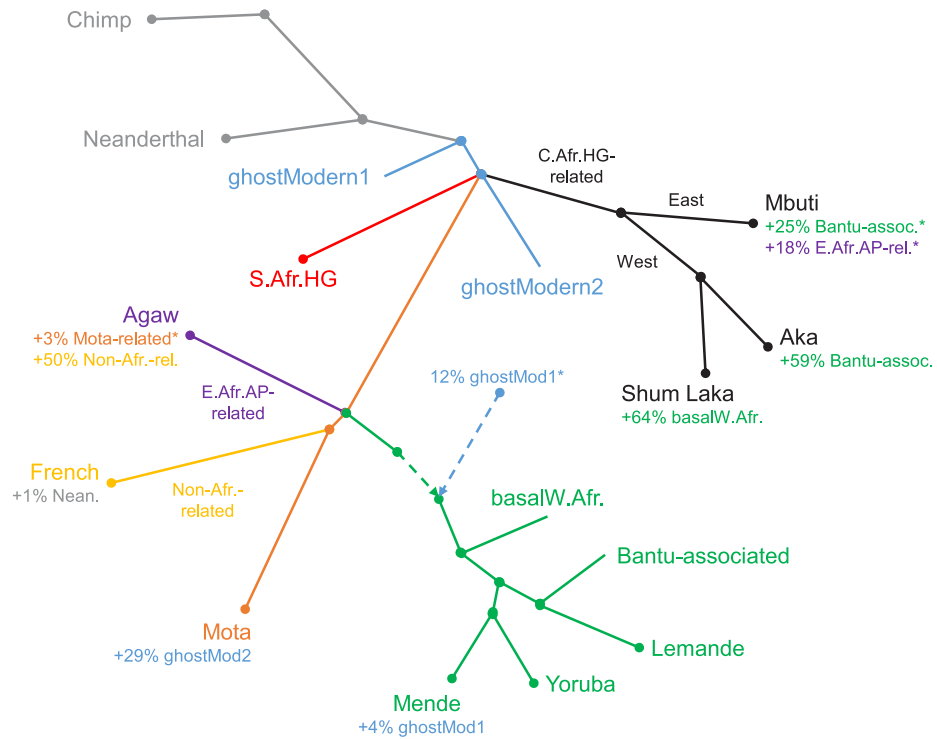 Chimp
Neanderthal
ghostModern1
C.Afr.HG-
related
East
Mbuti
+25% Bantu-assoc.*
+18% E.Afr.AP-rel.*
West
S.Afr.HG
ghostModern2
Agaw
+3% Mota-related*
+50% Non-Afr.-rel.
Aka
+59% Bantu-assoc.
12% ghostMod1*
E.Afr.AP-
related
Shum Laka
+64% basalW.Afr.
French
+1% Nean.
Non-Afr.-
related
basalW.Afr.
Bantu-associated
Mota
+29% ghostMod2
Lemande
Yoruba
Mende
+4% ghostMod1